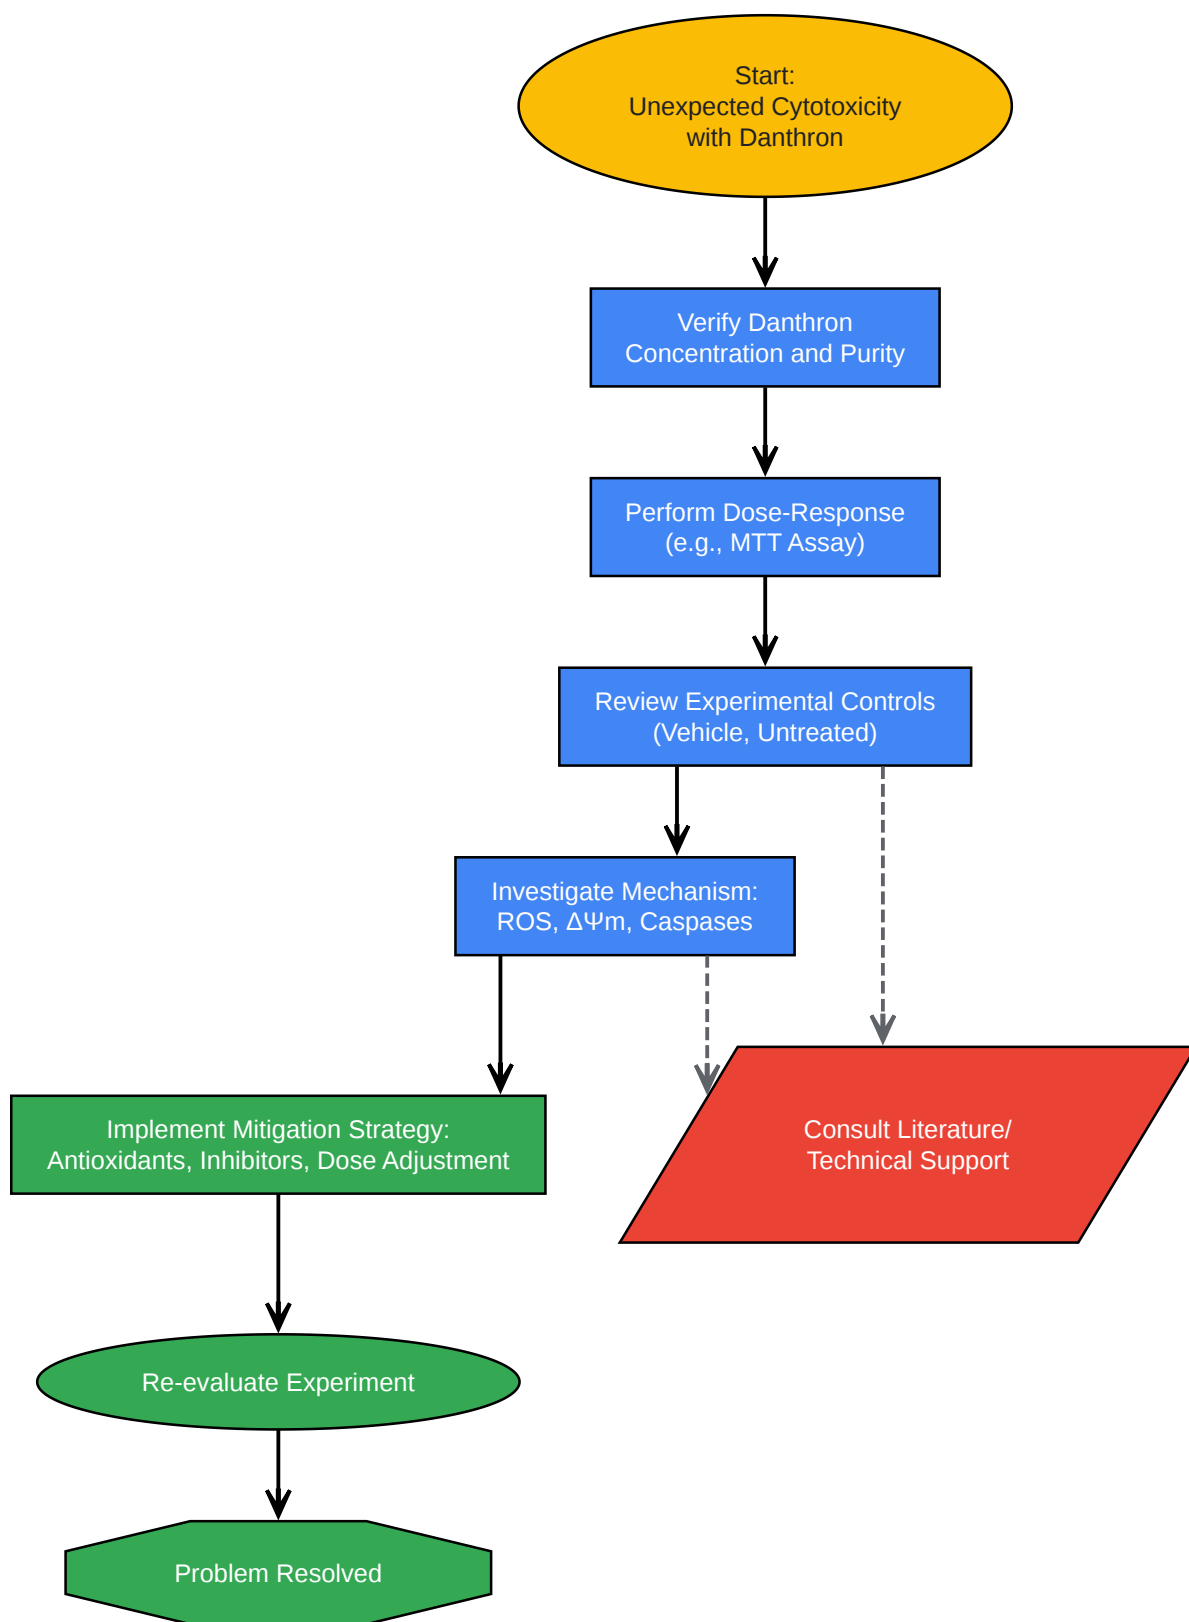 Start:
Unexpected Cytotoxicity
with Danthron
Verify Danthron
Concentration and Purity
Perform Dose-Response
(e.g., MTT Assay)
Review Experimental Controls
(Vehicle, Untreated)
Investigate Mechanism:
ROS, ΔΨm, Caspases
Implement Mitigation Strategy:
Antioxidants, Inhibitors, Dose Adjustment
Consult Literature/
Technical Support
Re-evaluate Experiment
Problem Resolved